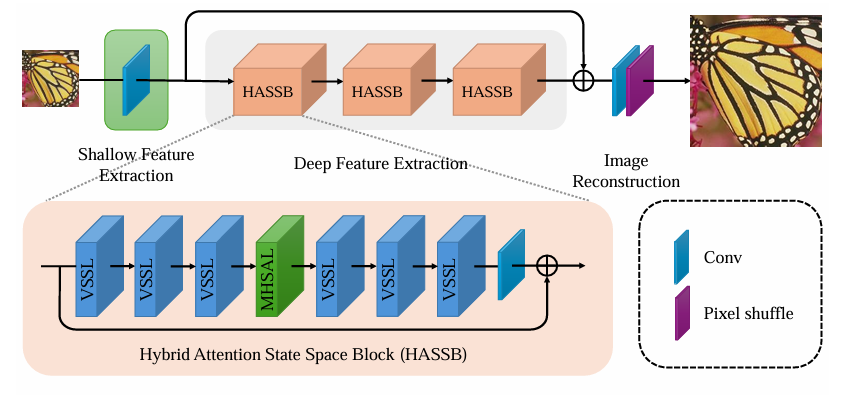 HASSB
HASSB
HASSB
Shallow Feature
Extraction
Deep Feature Extraction
Image
Reconstruction
VSSL
VSSL
VSSL
MHSAL
VSSL
VSSL
VSSL
Hybrid Attention State Space Block (HASSB)
Conv
Pixel shuffle